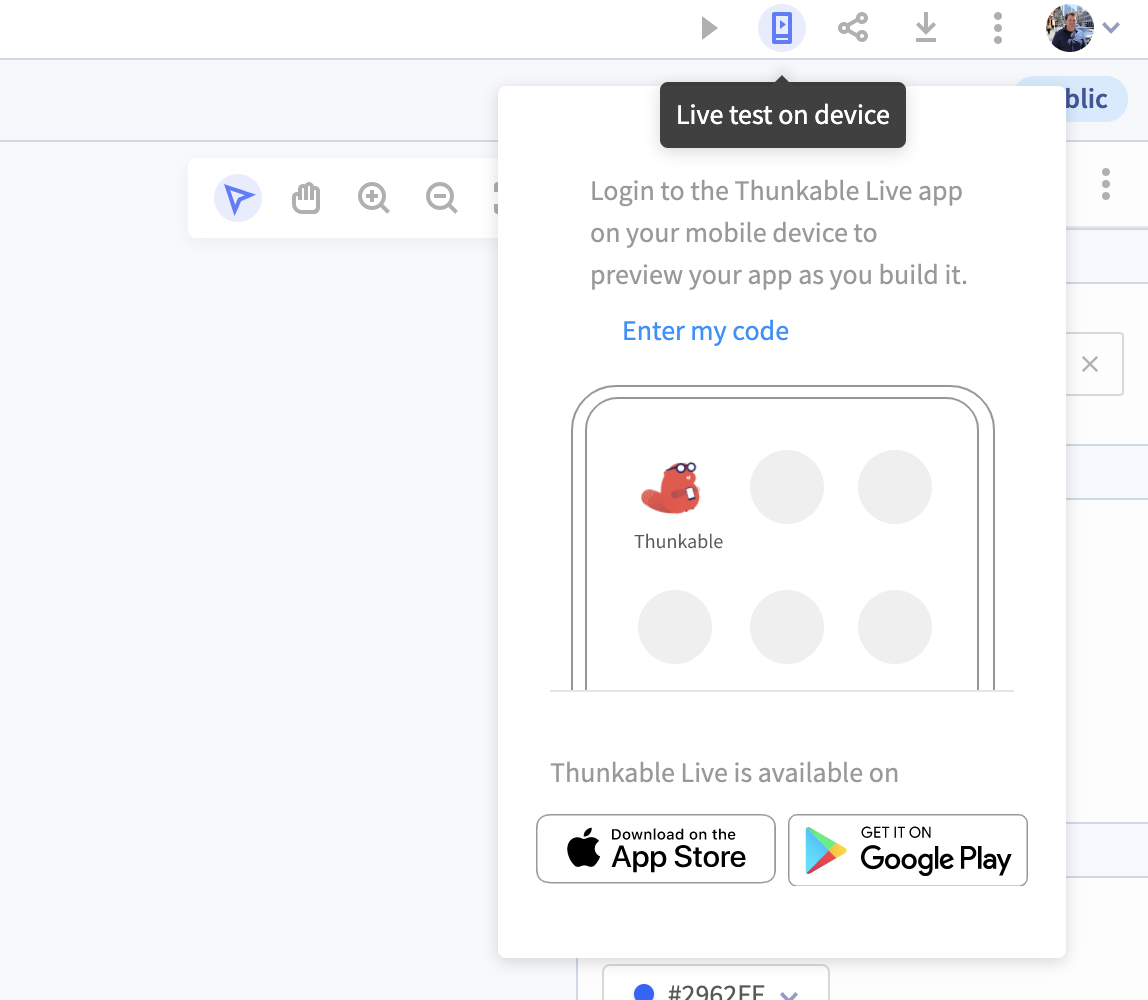 Live test on device
blic
Login to the Thunkable Live app
on your mobile device to
preview your app as you build it.
Enter my code
Thunkable
Thunkable Live is available on
Download on the
App Store
GET IT ON
Google Play
#2962FF